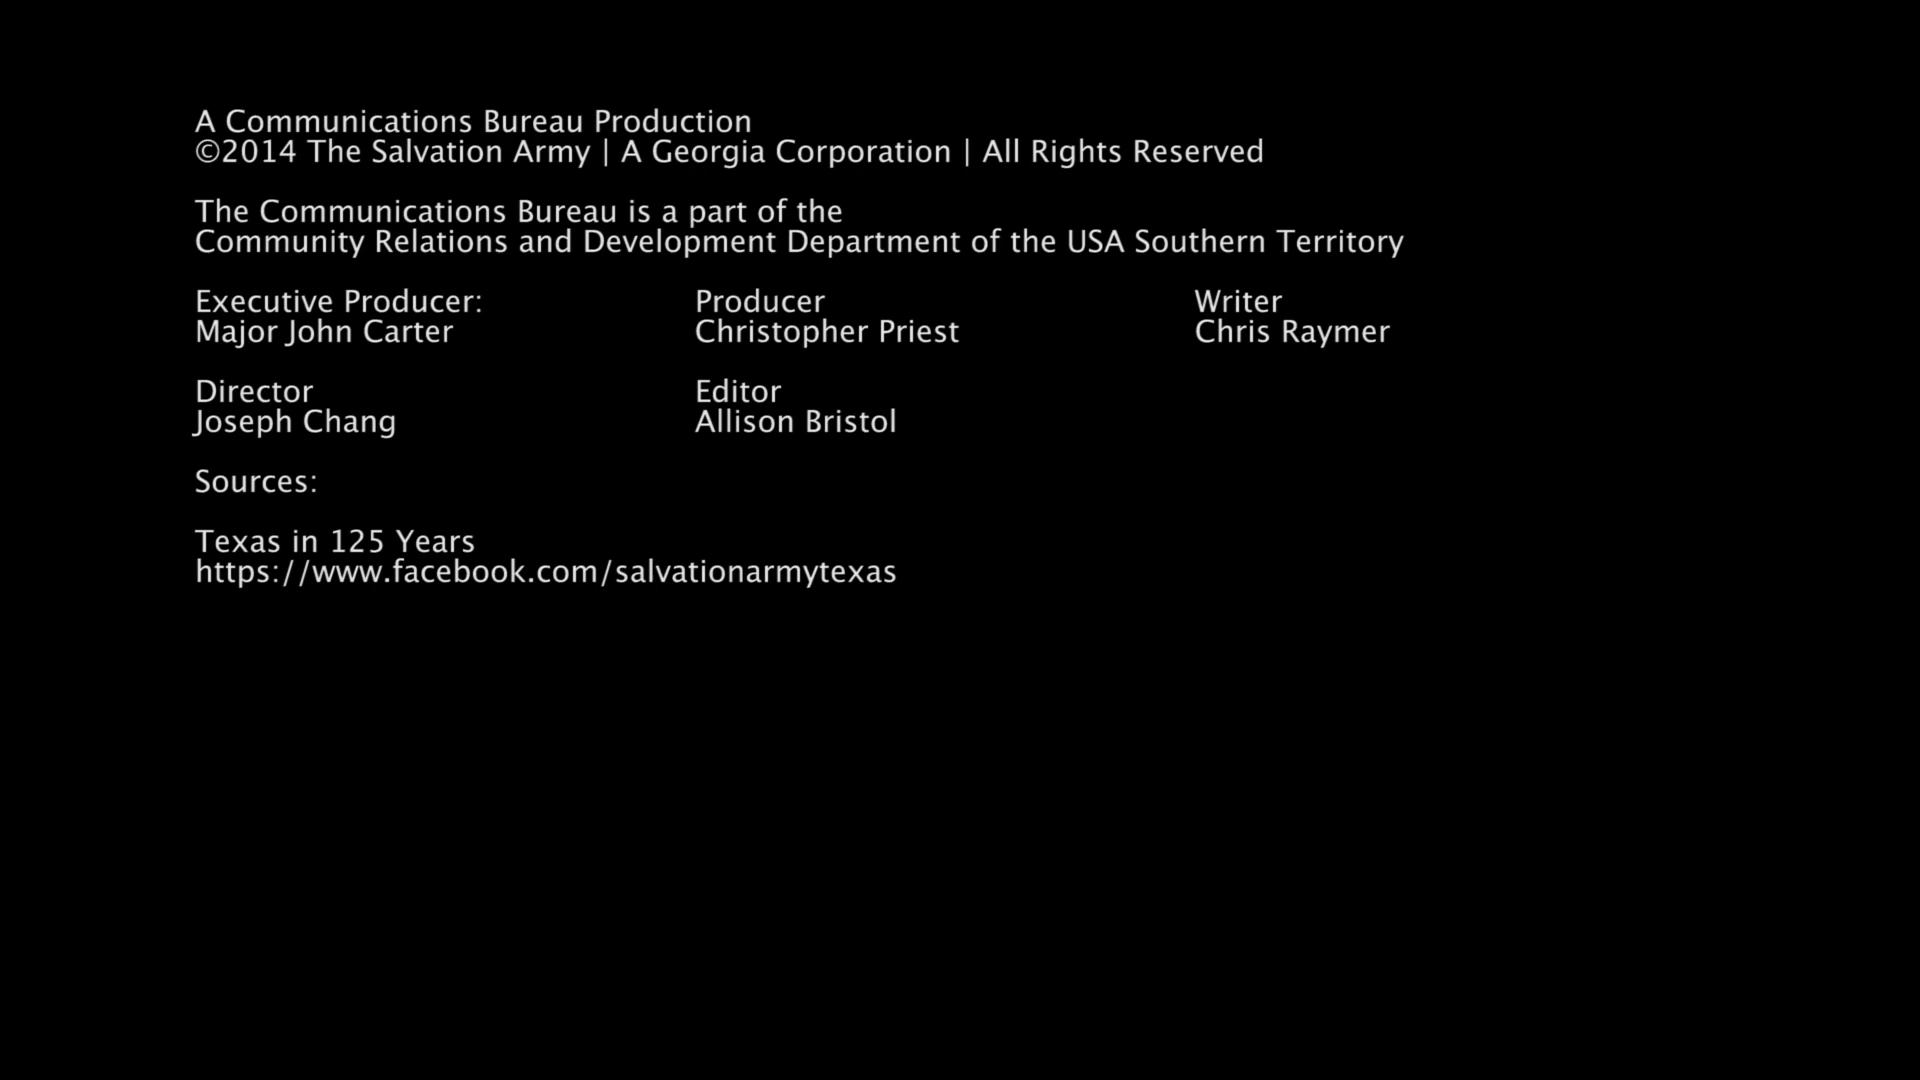 A Communications Bureau Production
©2014 The Salvation Army | A Georgia Corporation | All Rights Reserved
The Communications Bureau is a part of the
Community Relations and Development Department of the USA Southern Territory
Executive Producer: Producer Writer
Major John Carter Christopher Priest Chris Raymer
Director Editor
Joseph Chang Allison Bristol
Sources:
Texas in 125 Years
https://www.facebook.com/salvationarmytexas